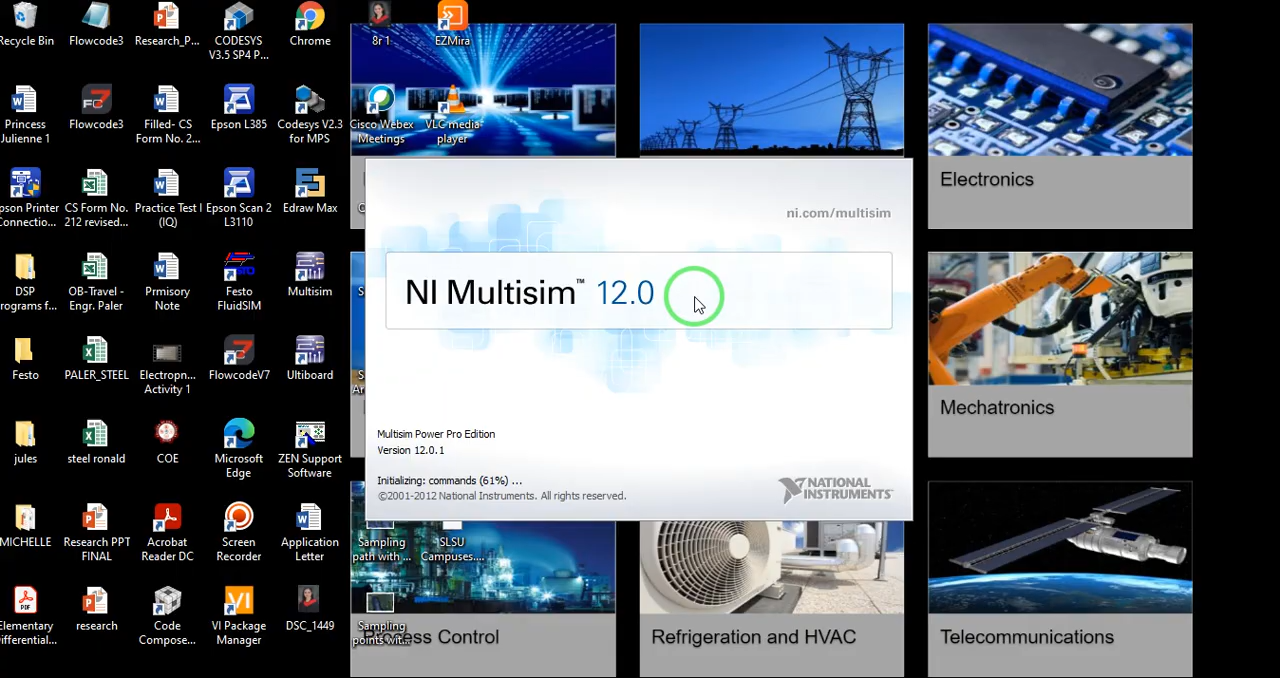 Recycle Bin
Flowcode3
Research_P...
CODESYS
V3.5 SP4 P...
Chrome
8r 1
EZMira
Princess
Julienne 1
Flowcode3
Filled- CS
Form No. 2...
Epson L385
Codesys V2.3
for MPS
Cisco Webex
Meetings
VLC media
player
pson Printer
Connectio...
CS Form No.
212 revised...
Practice Test I
(IQ)
Epson Scan 2
L3110
Edraw Max
Electronics
DSP
rograms f...
OB-Travel -
Engr. Paler
Prmisory
Note
Festo
FluidSIM
Multisim
ni.com/multisim
NI Multisim™ 12.0
Festo
PALER_STEEL
Electropn...
Activity 1
FlowcodeV7
Ultiboard
Mechatronics
jules
steel ronald
COE
Microsoft
Edge
ZEN Support
Software
Multisim Power Pro Edition
Version 12.0.1
Initializing: commands (61%) ...
©2001-2012 National Instruments. All rights reserved.
NATIONAL
INSTRUMENTS
MICHELLE
Research PPT
FINAL
Acrobat
Reader DC
Screen
Recorder
Application
Letter
Sampling
path with ...
SLSU
Campuses....
Elementary
Differential...
research
Code
Compose...
VI Package
Manager
DSC_1449
Sampling
points wit...
Process Control
Refrigeration and HVAC
Telecommunications